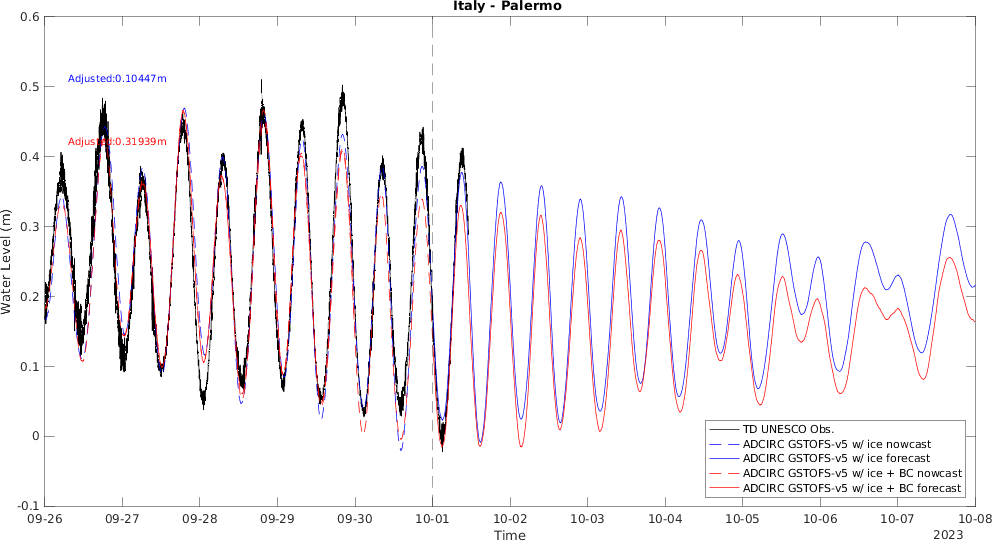 Italy - Palermo
0.6
0.5
0.4
0.3
0.2
0.1
0
-0.1
Water Level (m)
Adjusted:0.10447m
Adjusted:0.31939m
TD UNESCO Obs.
ADCIRC GSTOFS-v5 w/ ice nowcast
ADCIRC GSTOFS-v5 w/ ice forecast
ADCIRC GSTOFS-v5 w/ ice + BC nowcast
ADCIRC GSTOFS-v5 w/ ice + BC forecast
09-26 09-27 09-28 09-29 09-30 10-01 10-02 10-03 10-04 10-05 10-06 10-07 10-08
Time
2023